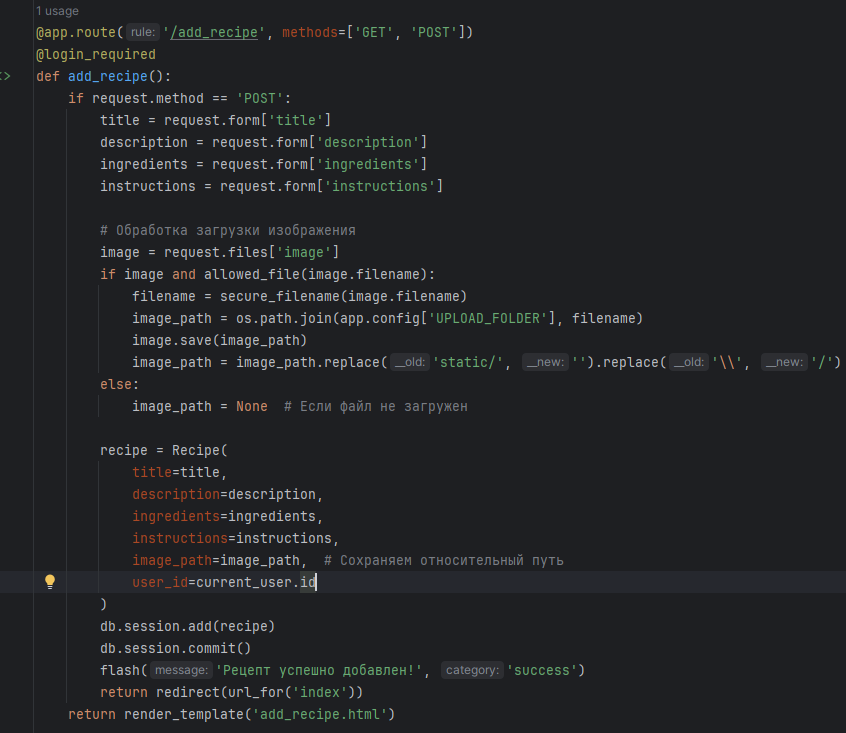 1 usage
@app.route( rule: '/add_recipe', methods=['GET', 'POST'])
@login_required
def add_recipe():
    if request.method == 'POST':
        title = request.form['title']
        description = request.form['description']
        ingredients = request.form['ingredients']
        instructions = request.form['instructions']

        # Обработка загрузки изображения
        image = request.files['image']
        if image and allowed_file(image.filename):
            filename = secure_filename(image.filename)
            image_path = os.path.join(app.config['UPLOAD_FOLDER'], filename)
            image.save(image_path)
            image_path = image_path.replace( __old: 'static/', __new: '').replace( __old: '\\', __new: '/')
        else:
            image_path = None  # Если файл не загружен

        recipe = Recipe(
            title=title,
            description=description,
            ingredients=ingredients,
            instructions=instructions,
            image_path=image_path,  # Сохраняем относительный путь
            user_id=current_user.id
        )
        db.session.add(recipe)
        db.session.commit()
        flash( message: 'Рецепт успешно добавлен!', category: 'success')
        return redirect(url_for('index'))
    return render_template('add_recipe.html')